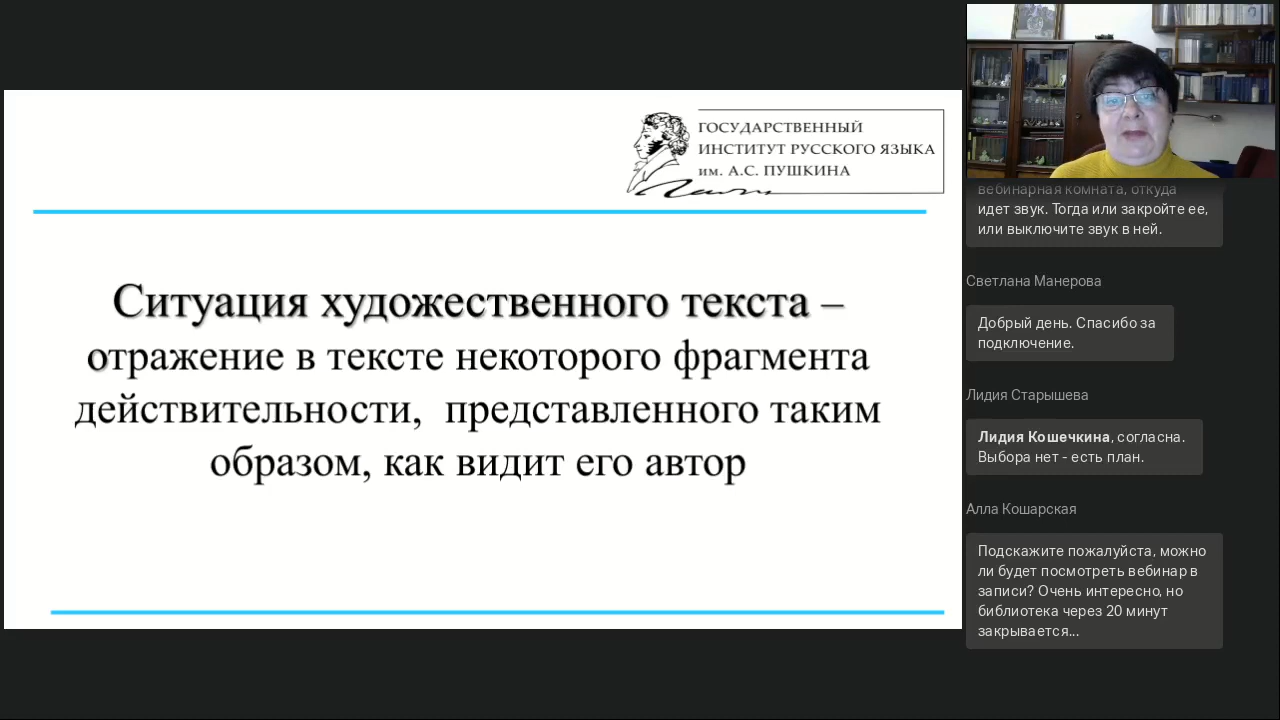 ГОСУДАРСТВЕННЫЙ
ИНСТИТУТ РУССКОГО ЯЗЫКА
им. А.С. ПУШКИНА
Ситуация художественного текста –
отражение в тексте некоторого фрагмента
действительности, представленного таким
образом, как видит его автор
вебинарная комната, откуда
идет звук. Тогда или закройте ее,
или выключите звук в ней.
Светлана Манерова
Добрый день. Спасибо за
подключение.
Лидия Старышева
Лидия Кошечкина, согласна.
Выбора нет - есть план.
Алла Кошарская
Подскажите пожалуйста, можно
ли будет посмотреть вебинар в
записи? Очень интересно, но
библиотека через 20 минут
закрывается...